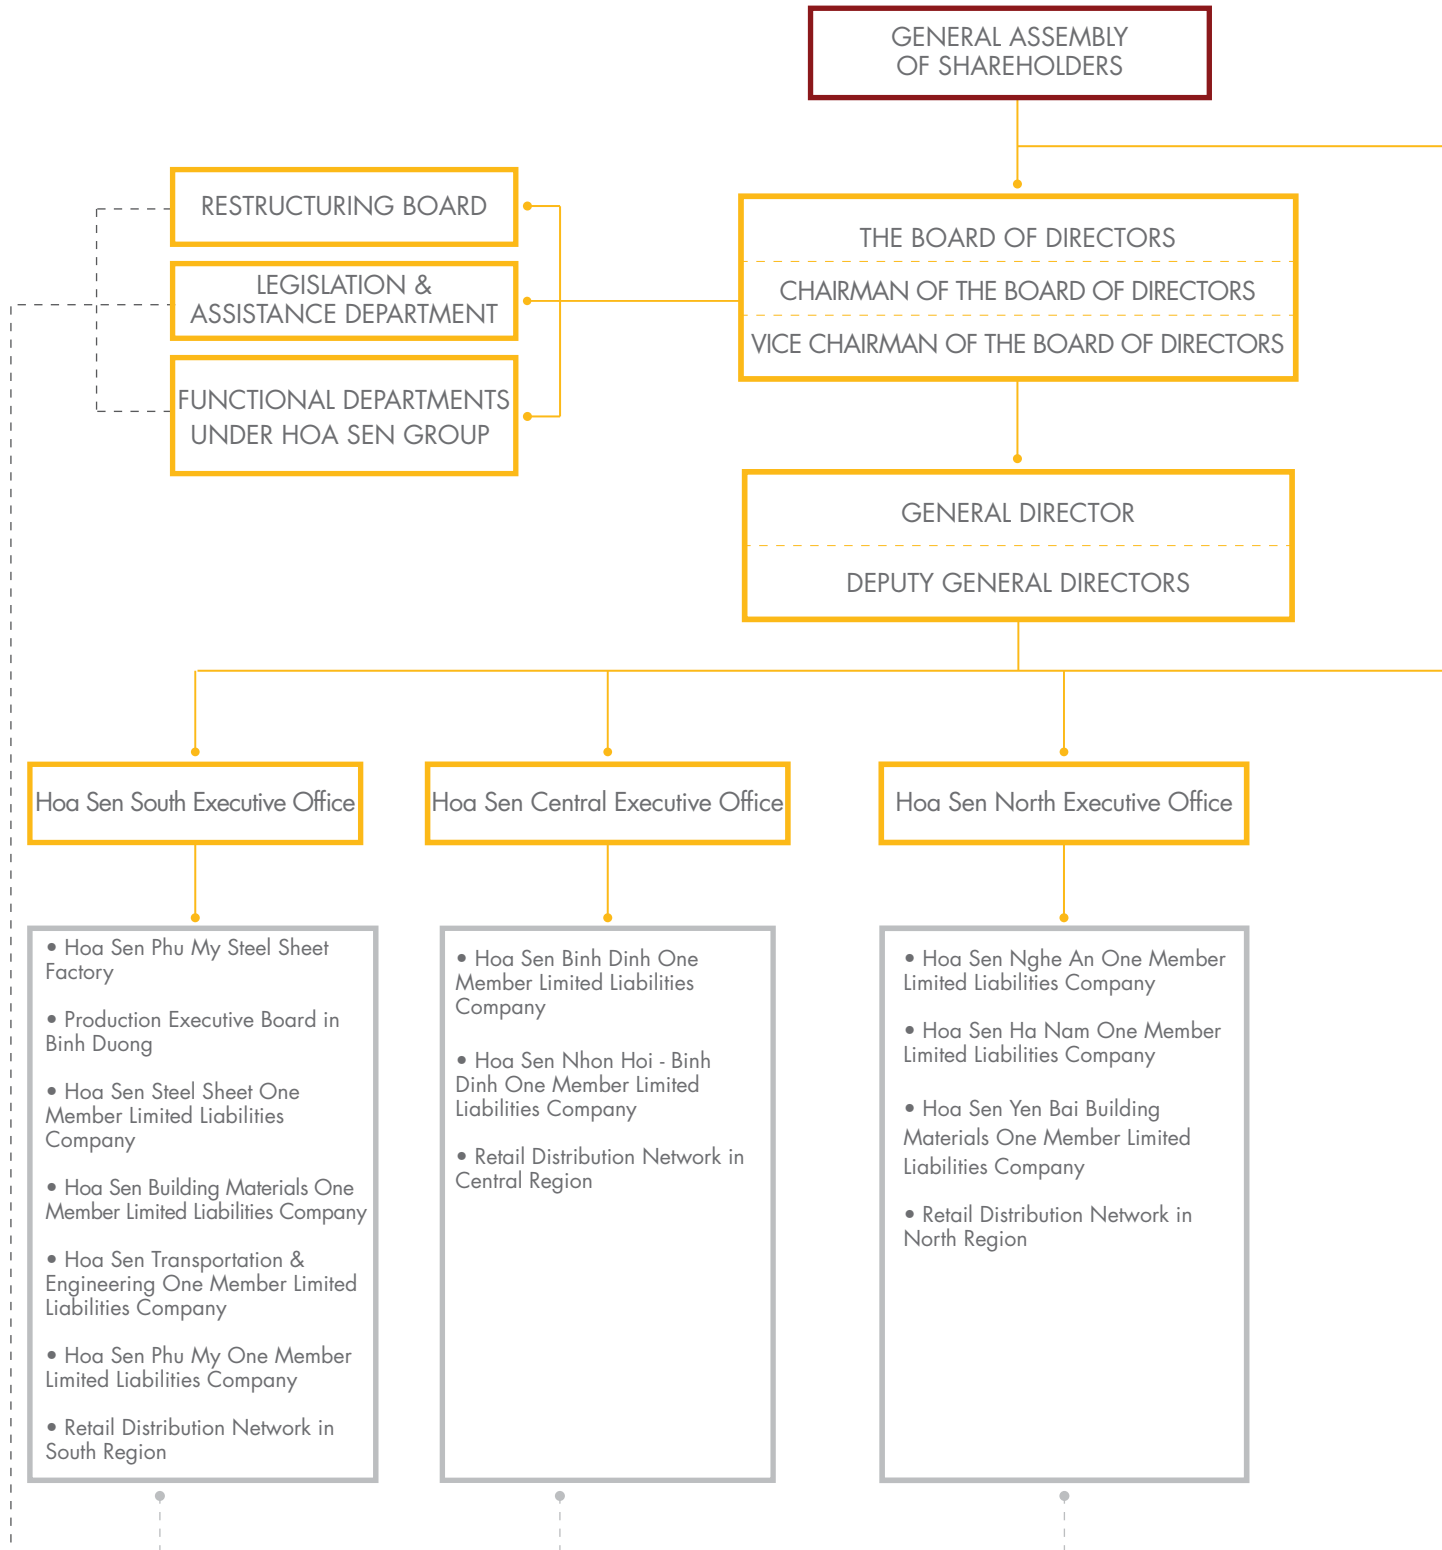 GENERAL ASSEMBLY
OF SHAREHOLDERS
RESTRUCTURING BOARD
LEGISLATION &
ASSISTANCE DEPARTMENT
FUNCTIONAL DEPARTMENTS
UNDER HOA SEN GROUP
THE BOARD OF DIRECTORS
CHAIRMAN OF THE BOARD OF DIRECTORS
VICE CHAIRMAN OF THE BOARD OF DIRECTORS
GENERAL DIRECTOR
DEPUTY GENERAL DIRECTORS
Hoa Sen South Executive Office
Hoa Sen Central Executive Office
Hoa Sen North Executive Office
• Hoa Sen Phu My Steel Sheet
Factory
• Production Executive Board in
Binh Duong
• Hoa Sen Steel Sheet One
Member Limited Liabilities
Company
• Hoa Sen Building Materials One
Member Limited Liabilities Company
• Hoa Sen Transportation &
Engineering One Member Limited
Liabilities Company
• Hoa Sen Phu My One Member
Limited Liabilities Company
• Retail Distribution Network in
South Region
• Hoa Sen Binh Dinh One
Member Limited Liabilities
Company
• Hoa Sen Nhon Hoi - Binh
Dinh One Member Limited
Liabilities Company
• Retail Distribution Network in
Central Region
• Hoa Sen Nghe An One Member
Limited Liabilities Company
• Hoa Sen Ha Nam One Member
Limited Liabilities Company
• Hoa Sen Yen Bai Building
Materials One Member Limited
Liabilities Company
• Retail Distribution Network in
North Region